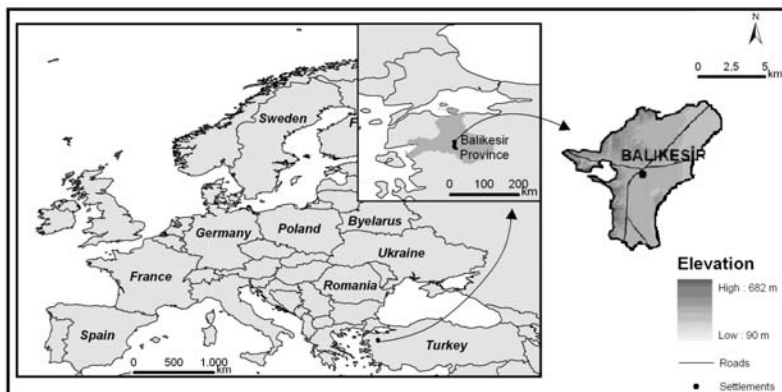 Sweden
F
Byelarus
Germany
Poland
Ukraine
France
Romania
Spain
Turkey
0 500 1.000
km
Balıkesir
Province
0 100 200
km
N
0 2.5 5
km
BALIKESİR
Elevation
High : 682 m
Low : 90 m
Roads
Settlements